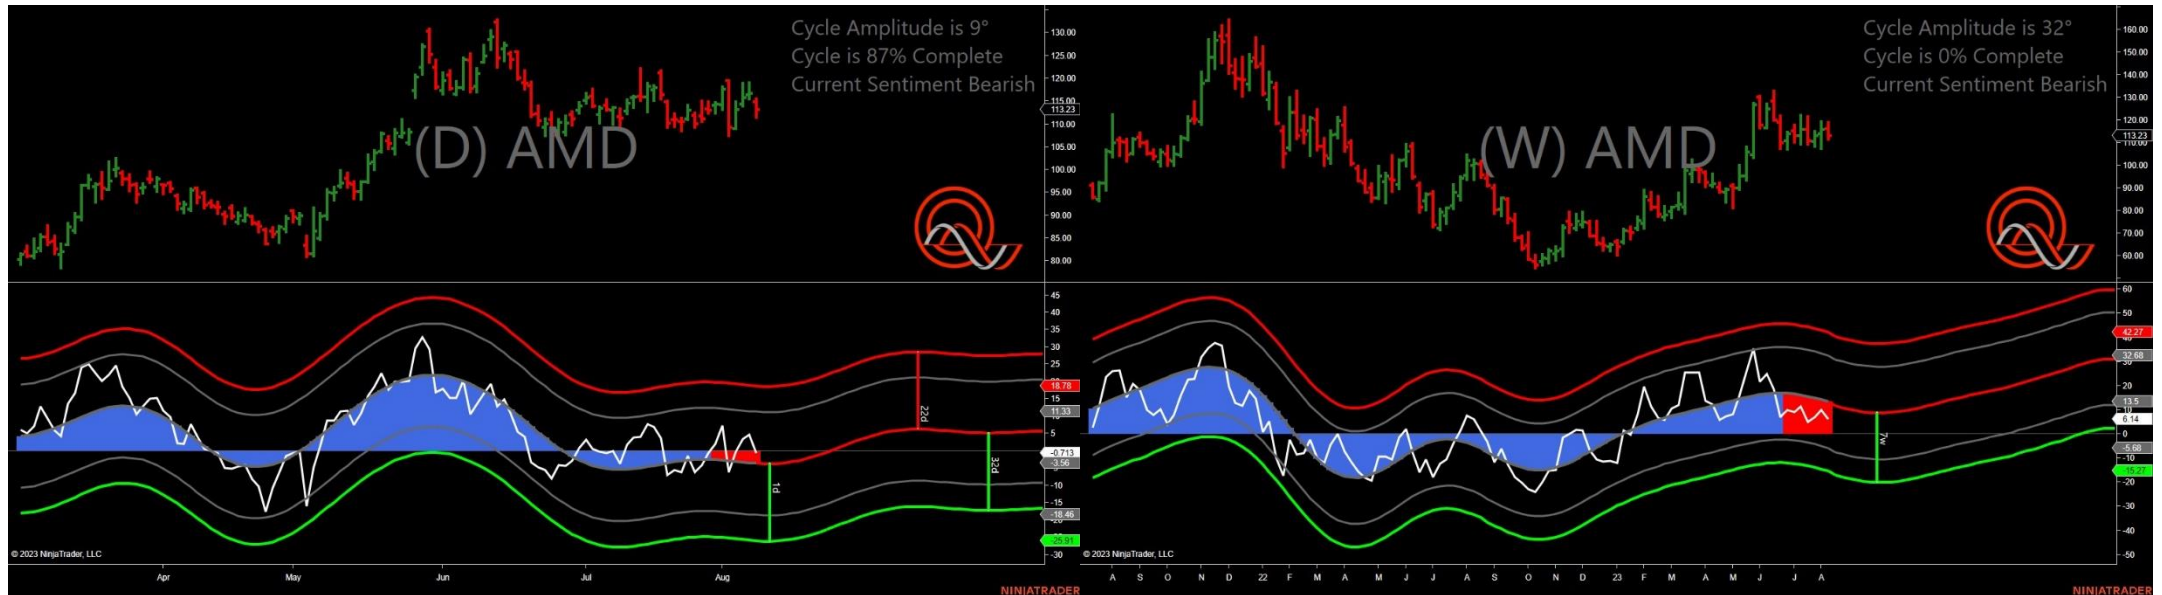 Cycle Amplitude is 9°
Cycle is 87% Complete
Current Sentiment Bearish
(D) AMD
130.00
125.00
120.00
115.00
113.23
110.00
105.00
100.00
95.00
90.00
85.00
80.00
45
40
35
30
25
18.78
15
11.33
5
-0.713
-3.56
-10
-15
-18.46
-25.91
-30
22d
32d
1d
© 2023 NinjaTrader, LLC
Apr May Jun Jul Aug
NINJATRADER
Cycle Amplitude is 32°
Cycle is 0% Complete
Current Sentiment Bearish
(W) AMD
160.00
150.00
140.00
130.00
120.00
113.23
100.00
90.00
80.00
70.00
60.00
60
50
42.27
32.68
20
13.5
6.14
0
-5.68
-15.27
-20
-30
-40
-50
7w
© 2023 NinjaTrader, LLC
A S O N D 22 F M A M J J A S O N D 23 F M A M J J A
NINJATRADER